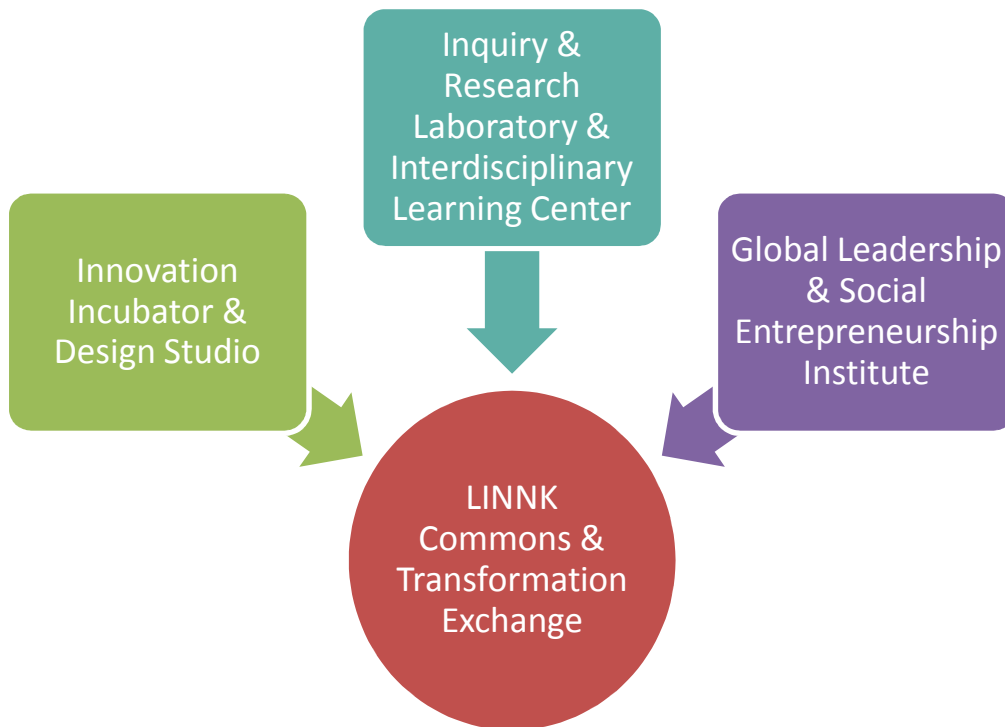 Inquiry &
Research
Laboratory &
Interdisciplinary
Learning Center
Innovation
Incubator &
Design Studio
Global Leadership
& Social
Entrepreneurship
Institute
LINNK
Commons &
Transformation
Exchange